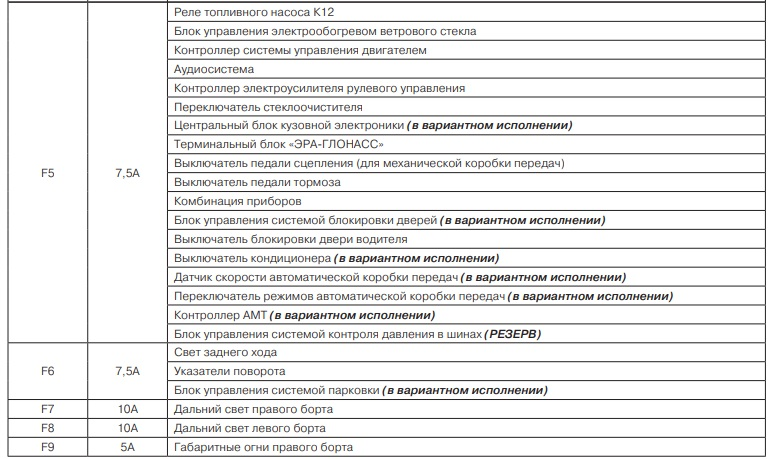 Реле топливного насоса К12
Блок управления электрообогревом ветрового стекла
Контроллер системы управления двигателем
Аудиосистема
Контроллер электроусилителя рулевого управления
Переключатель стеклоочистителя
Центральный блок кузовной электроники (в вариантном исполнении)
Терминальный блок «ЭРА-ГЛОНАСС»
F5 7,5А Выключатель педали сцепления (для механической коробки передач)
Выключатель педали тормоза
Комбинация приборов
Блок управления системой блокировки дверей (в вариантном исполнении)
Выключатель блокировки двери водителя
Выключатель кондиционера (в вариантном исполнении)
Датчик скорости автоматической коробки передач (в вариантном исполнении)
Переключатель режимов автоматической коробки передач (в вариантном исполнении)
Контроллер АМТ (в вариантном исполнении)
Блок управления системой контроля давления в шинах (РЕЗЕРВ)
Свет заднего хода
F6 7,5А Указатели поворота
Блок управления системой парковки (в вариантном исполнении)
F7 10А Дальний свет правого борта
F8 10А Дальний свет левого борта
F9 5А Габаритные огни правого борта